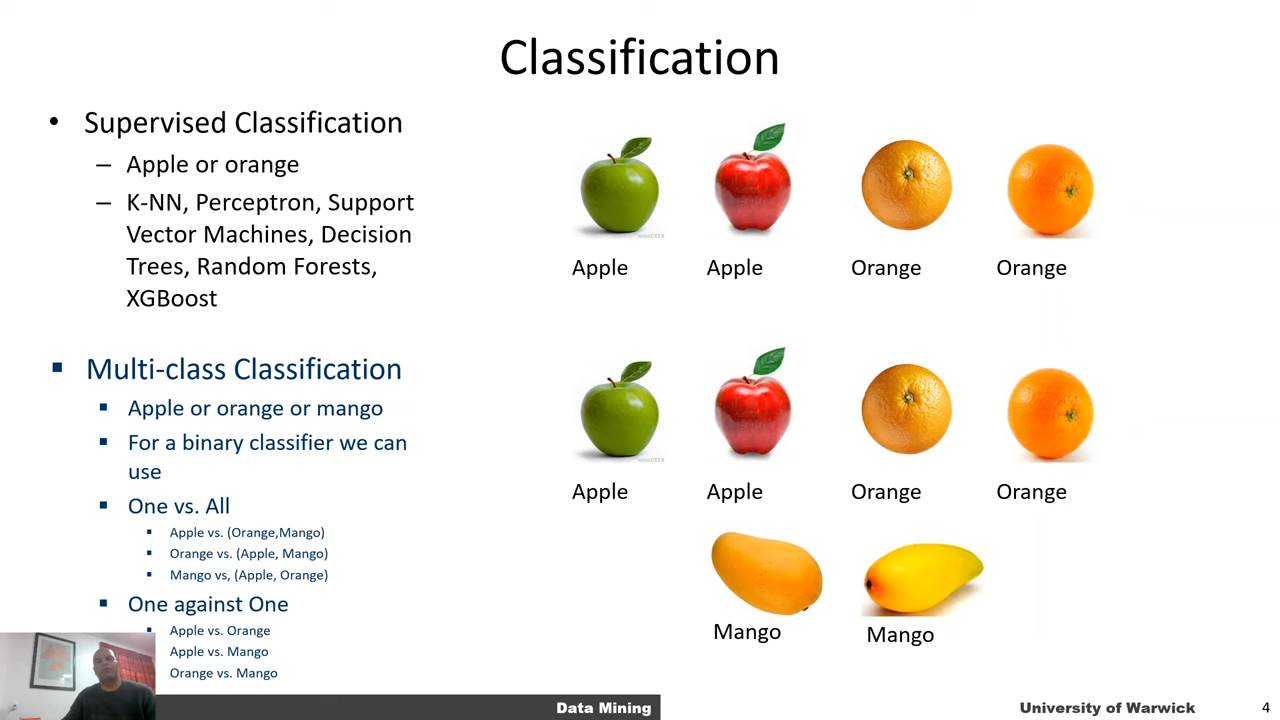 Classification
• Supervised Classification
– Apple or orange
– K-NN, Perceptron, Support
Vector Machines, Decision
Trees, Random Forests,
XGBoost
▪ Multi-class Classification
▪ Apple or orange or mango
▪ For a binary classifier we can
use
▪ One vs. All
▪ Apple vs. (Orange,Mango)
▪ Orange vs. (Apple, Mango)
▪ Mango vs, (Apple, Orange)
▪ One against One
▪ Apple vs. Orange
Apple vs. Mango
Orange vs. Mango
Apple Apple Orange Orange
Apple Apple Orange Orange
Mango Mango
Data Mining
University of Warwick
4